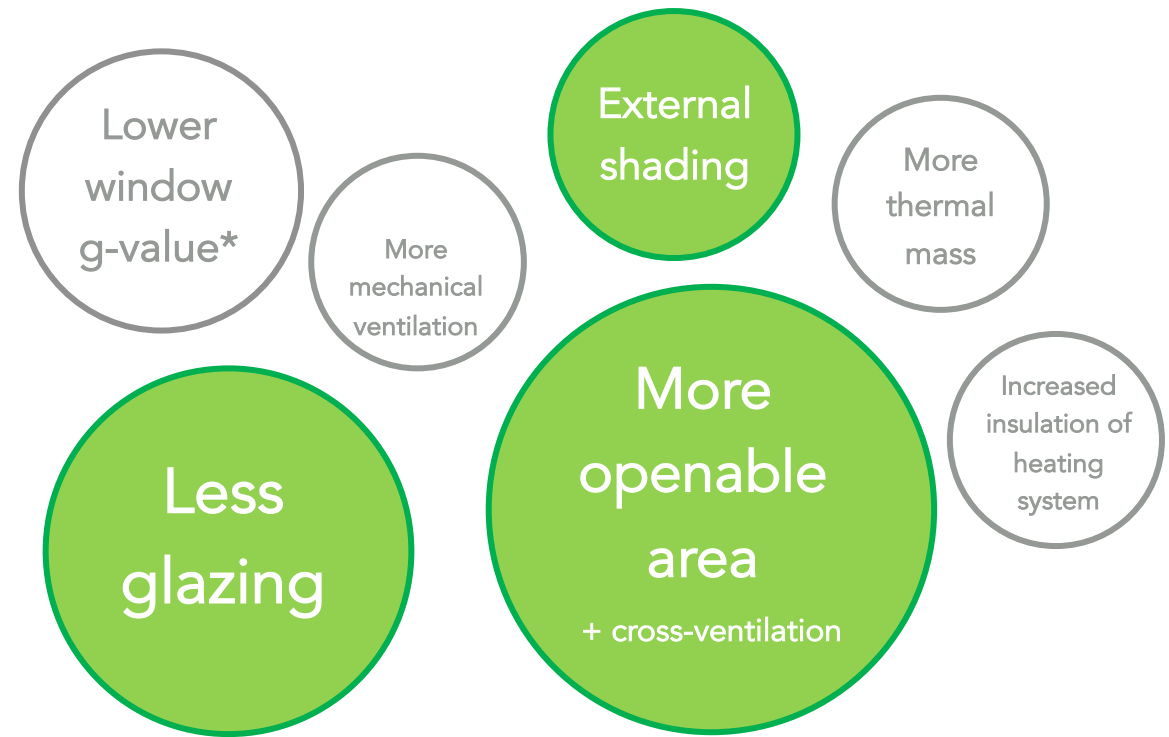 Lower
window
g-value*
More
mechanical
ventilation
External
shading
More
thermal
mass
Increased
insulation of
heating
system
Less
glazing
More
openable
area
+ cross-ventilation